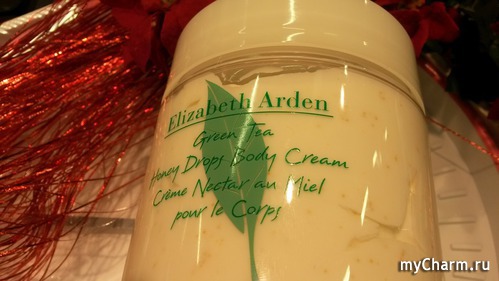 Elizabeth Arden
Green Tea
Honey Drops Body Cream
Crème Nectar au Miel
pour le Corps
myCharm.ru